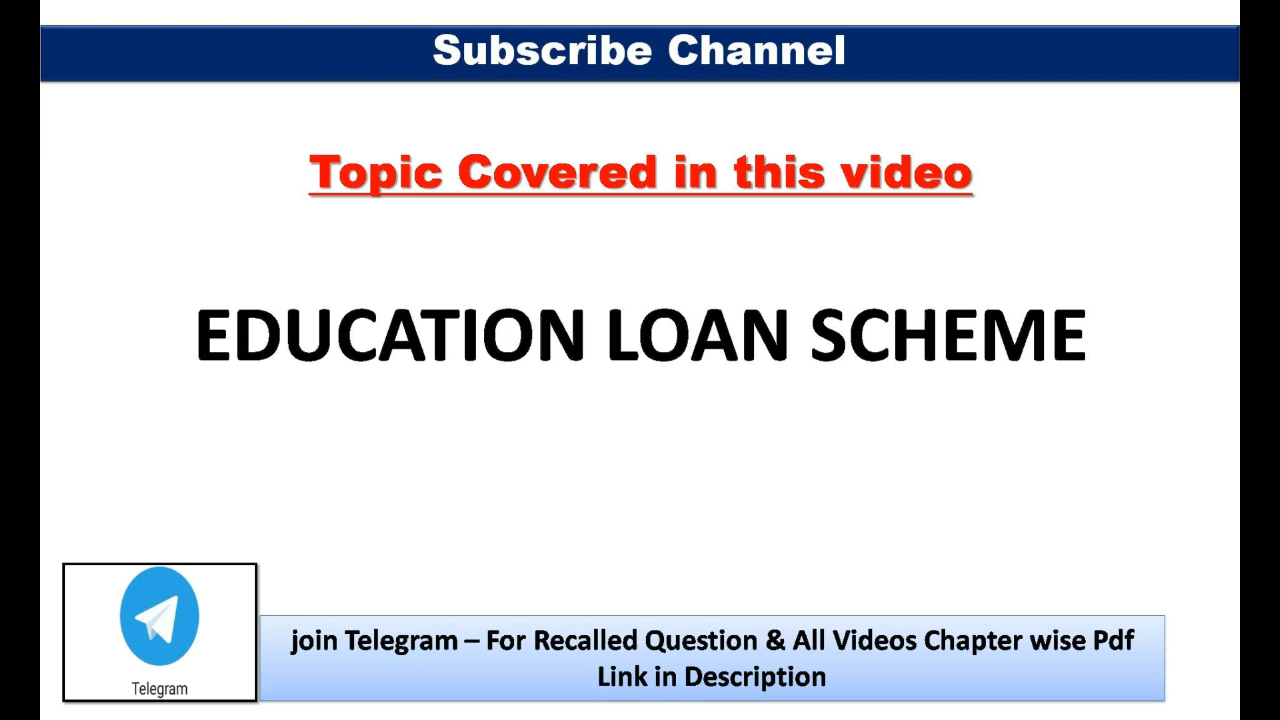 Subscribe Channel
Topic Covered in this video
EDUCATION LOAN SCHEME
join Telegram – For Recalled Question & All Videos Chapter wise Pdf
Link in Description
Telegram